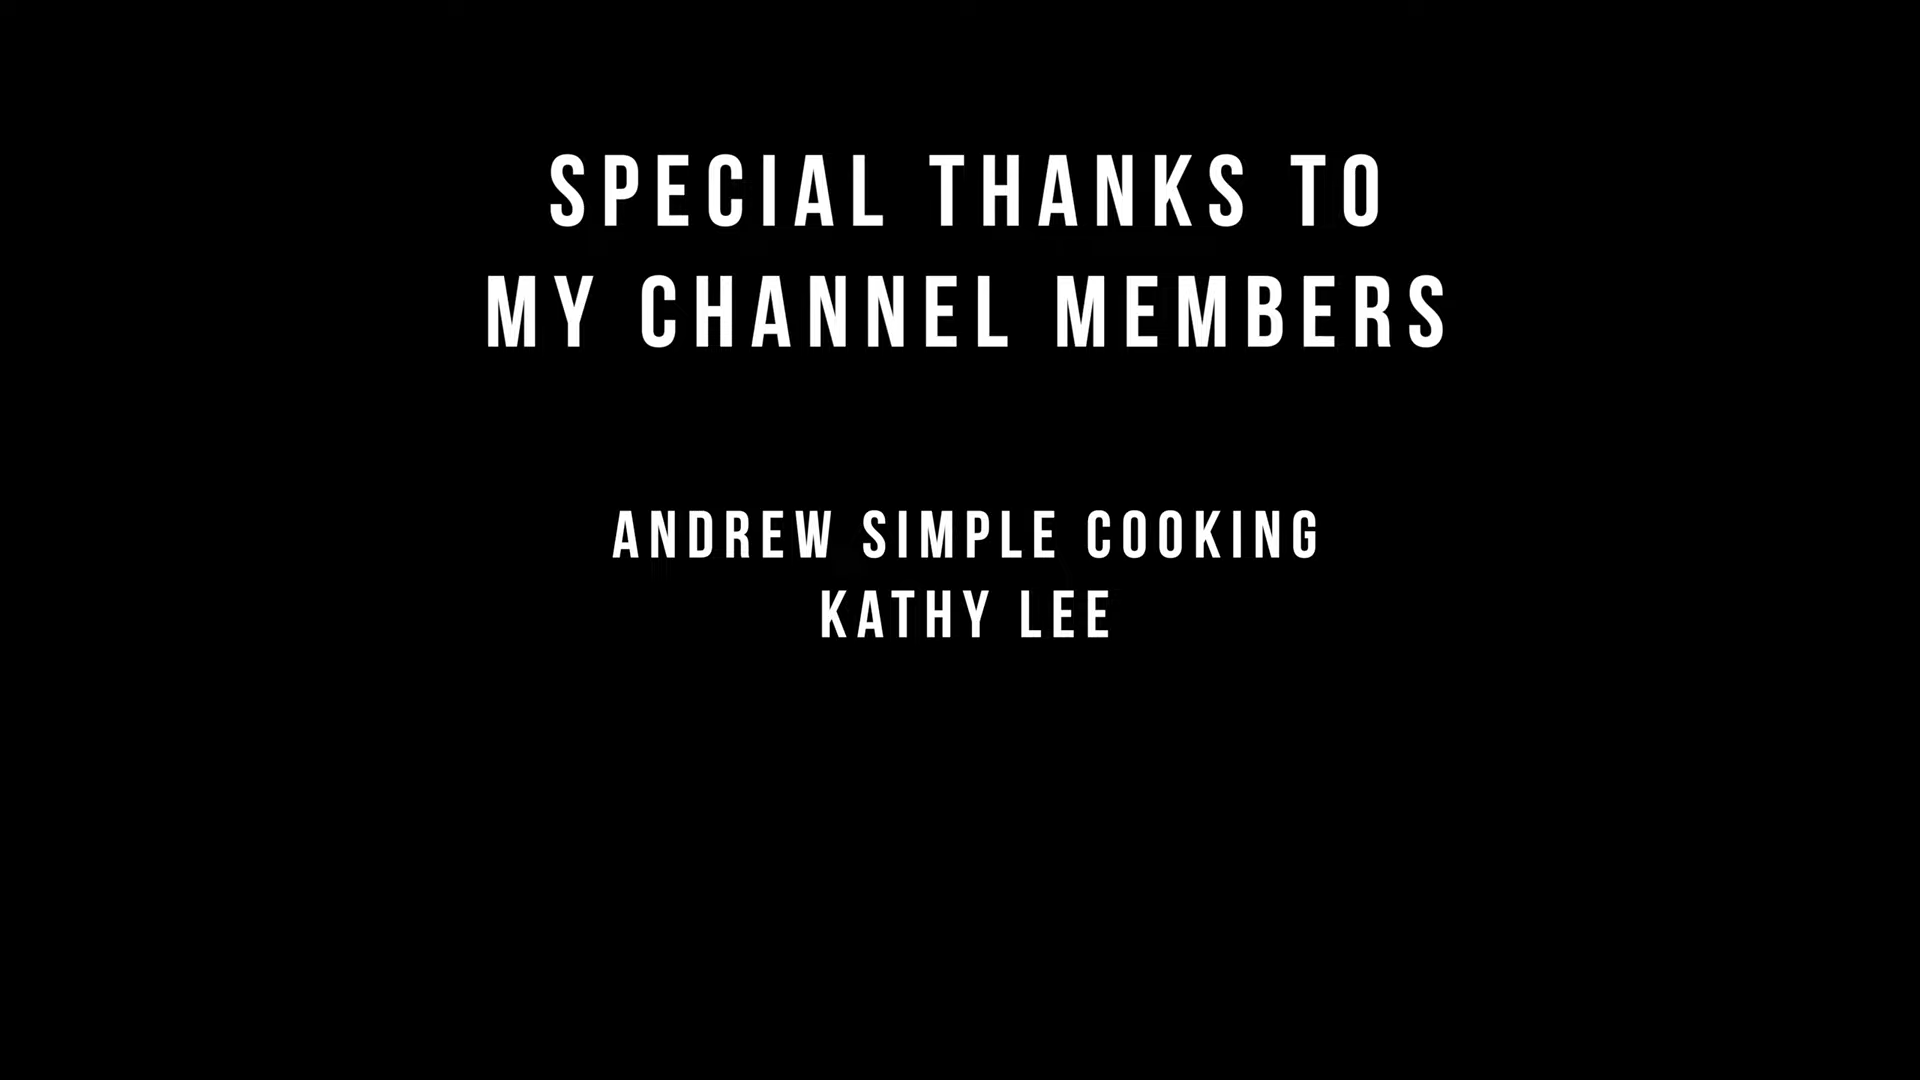 SPECIAL THANKS TO
MY CHANNEL MEMBERS
ANDREW SIMPLE COOKING
KATHY LEE